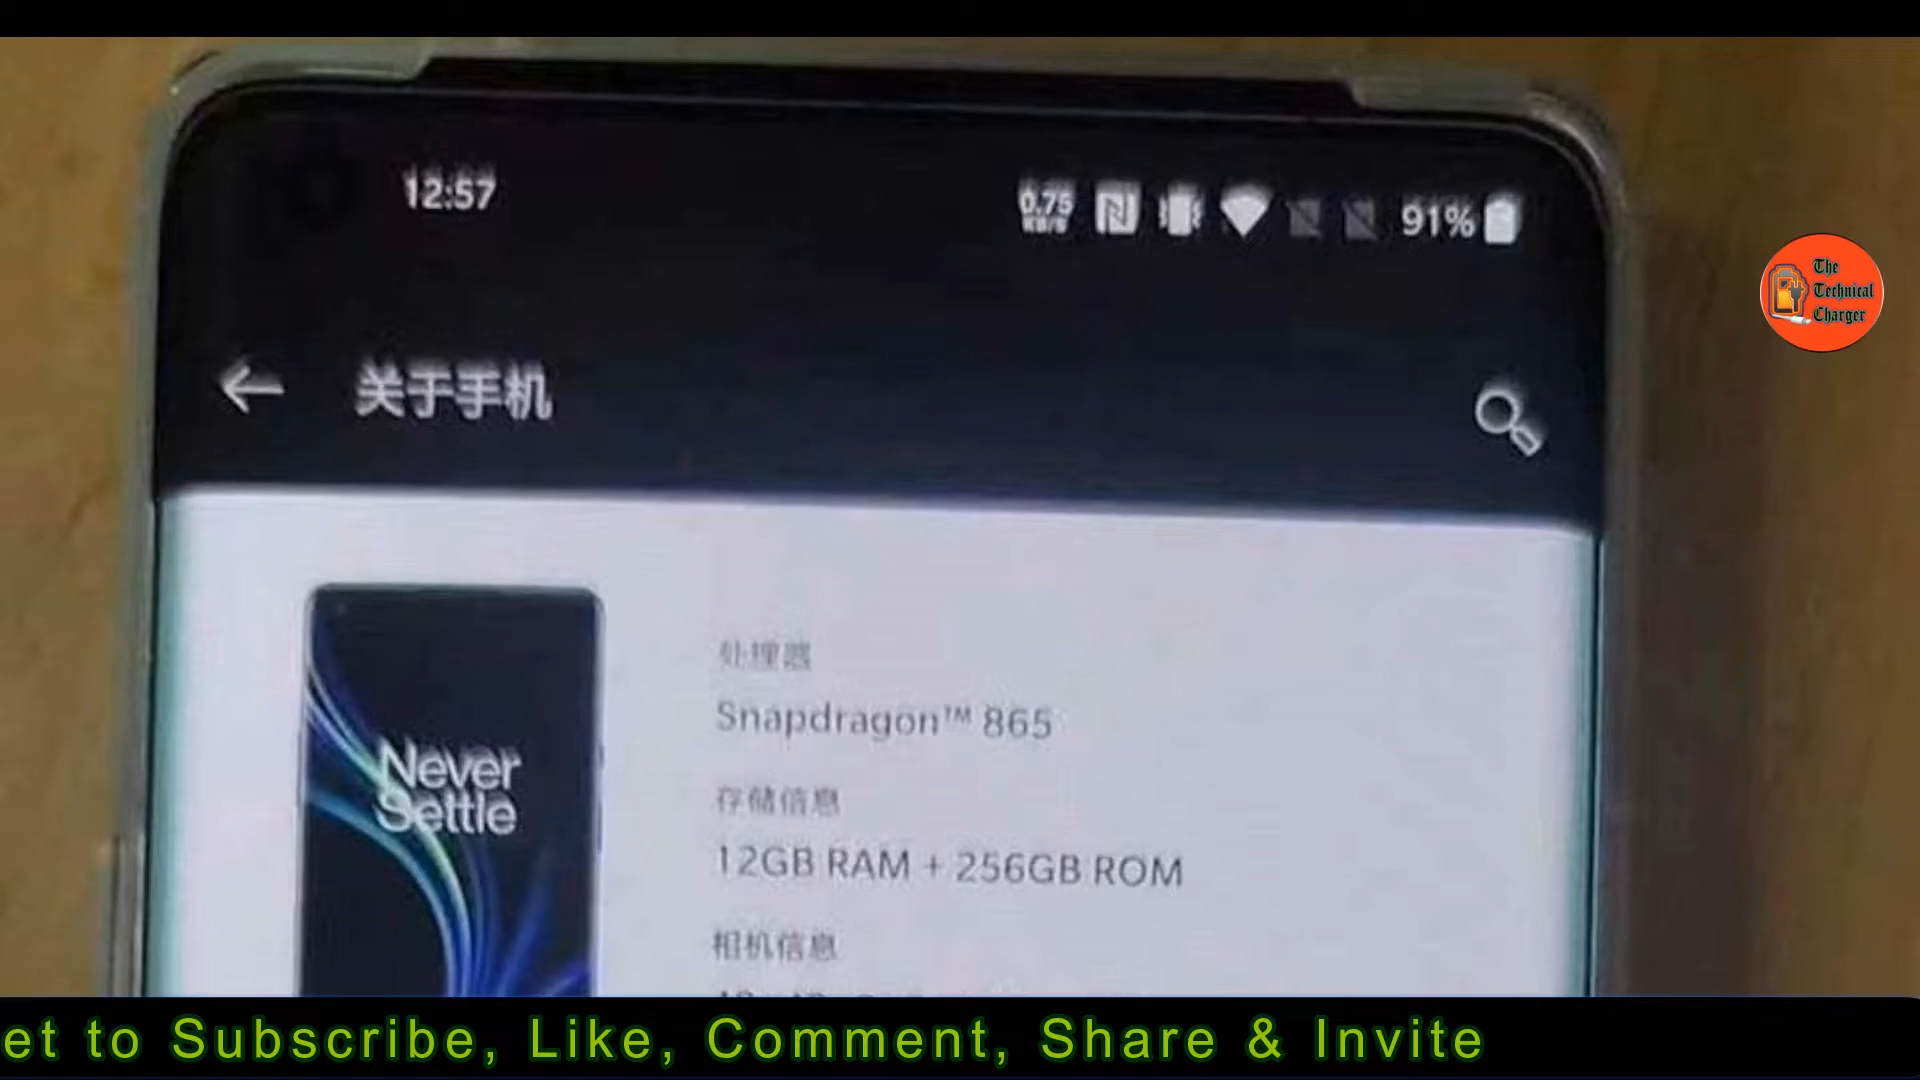 12:57
0.75
KB/S
91%
The
Technical
Charger
关于手机
处理器
Snapdragon™ 865
Never
Settle
存储信息
12GB RAM + 256GB ROM
相机信息
et to Subscribe, Like, Comment, Share & Invite